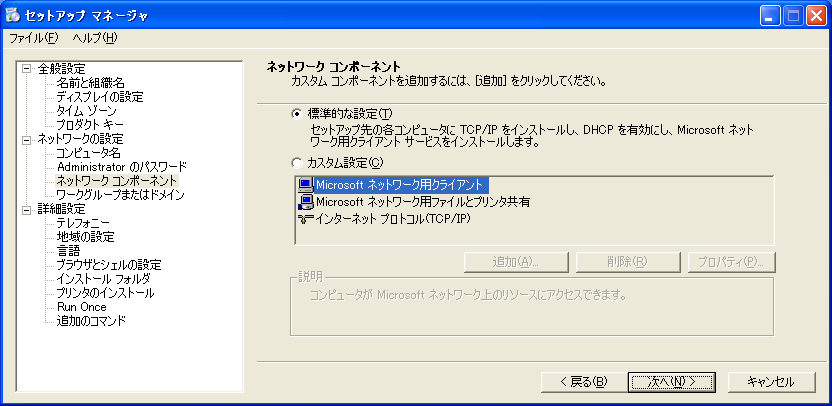 セットアップ マネージャ
ファイル(F) ヘルプ(H)
全般設定
名前と組織名
ディスプレイの設定
タイム ゾーン
プロダクト キー
ネットワークの設定
コンピュータ名
Administrator のパスワード
ネットワーク コンポーネント
ワークグループまたはドメイン
詳細設定
テレフォニー
地域の設定
言語
ブラウザとシェルの設定
インストール フォルダ
プリンタのインストール
Run Once
追加のコマンド
ネットワーク コンポーネント
カスタム コンポーネントを追加するには、[追加] をクリックしてください。
標準的な設定(T)
セットアップ先の各コンピュータに TCP/IP をインストールし、DHCP を有効にし、Microsoft ネット
ワーク用クライアント サービスをインストールします。
カスタム設定(C)
Microsoft ネットワーク用クライアント
Microsoft ネットワーク用ファイルとプリンタ共有
インターネット プロトコル(TCP/IP)
追加(A)... 削除(R) プロパティ(P)...
説明
コンピュータが Microsoft ネットワーク上のリソースにアクセスできます。
< 戻る(B) 次へ(N) > キャンセル